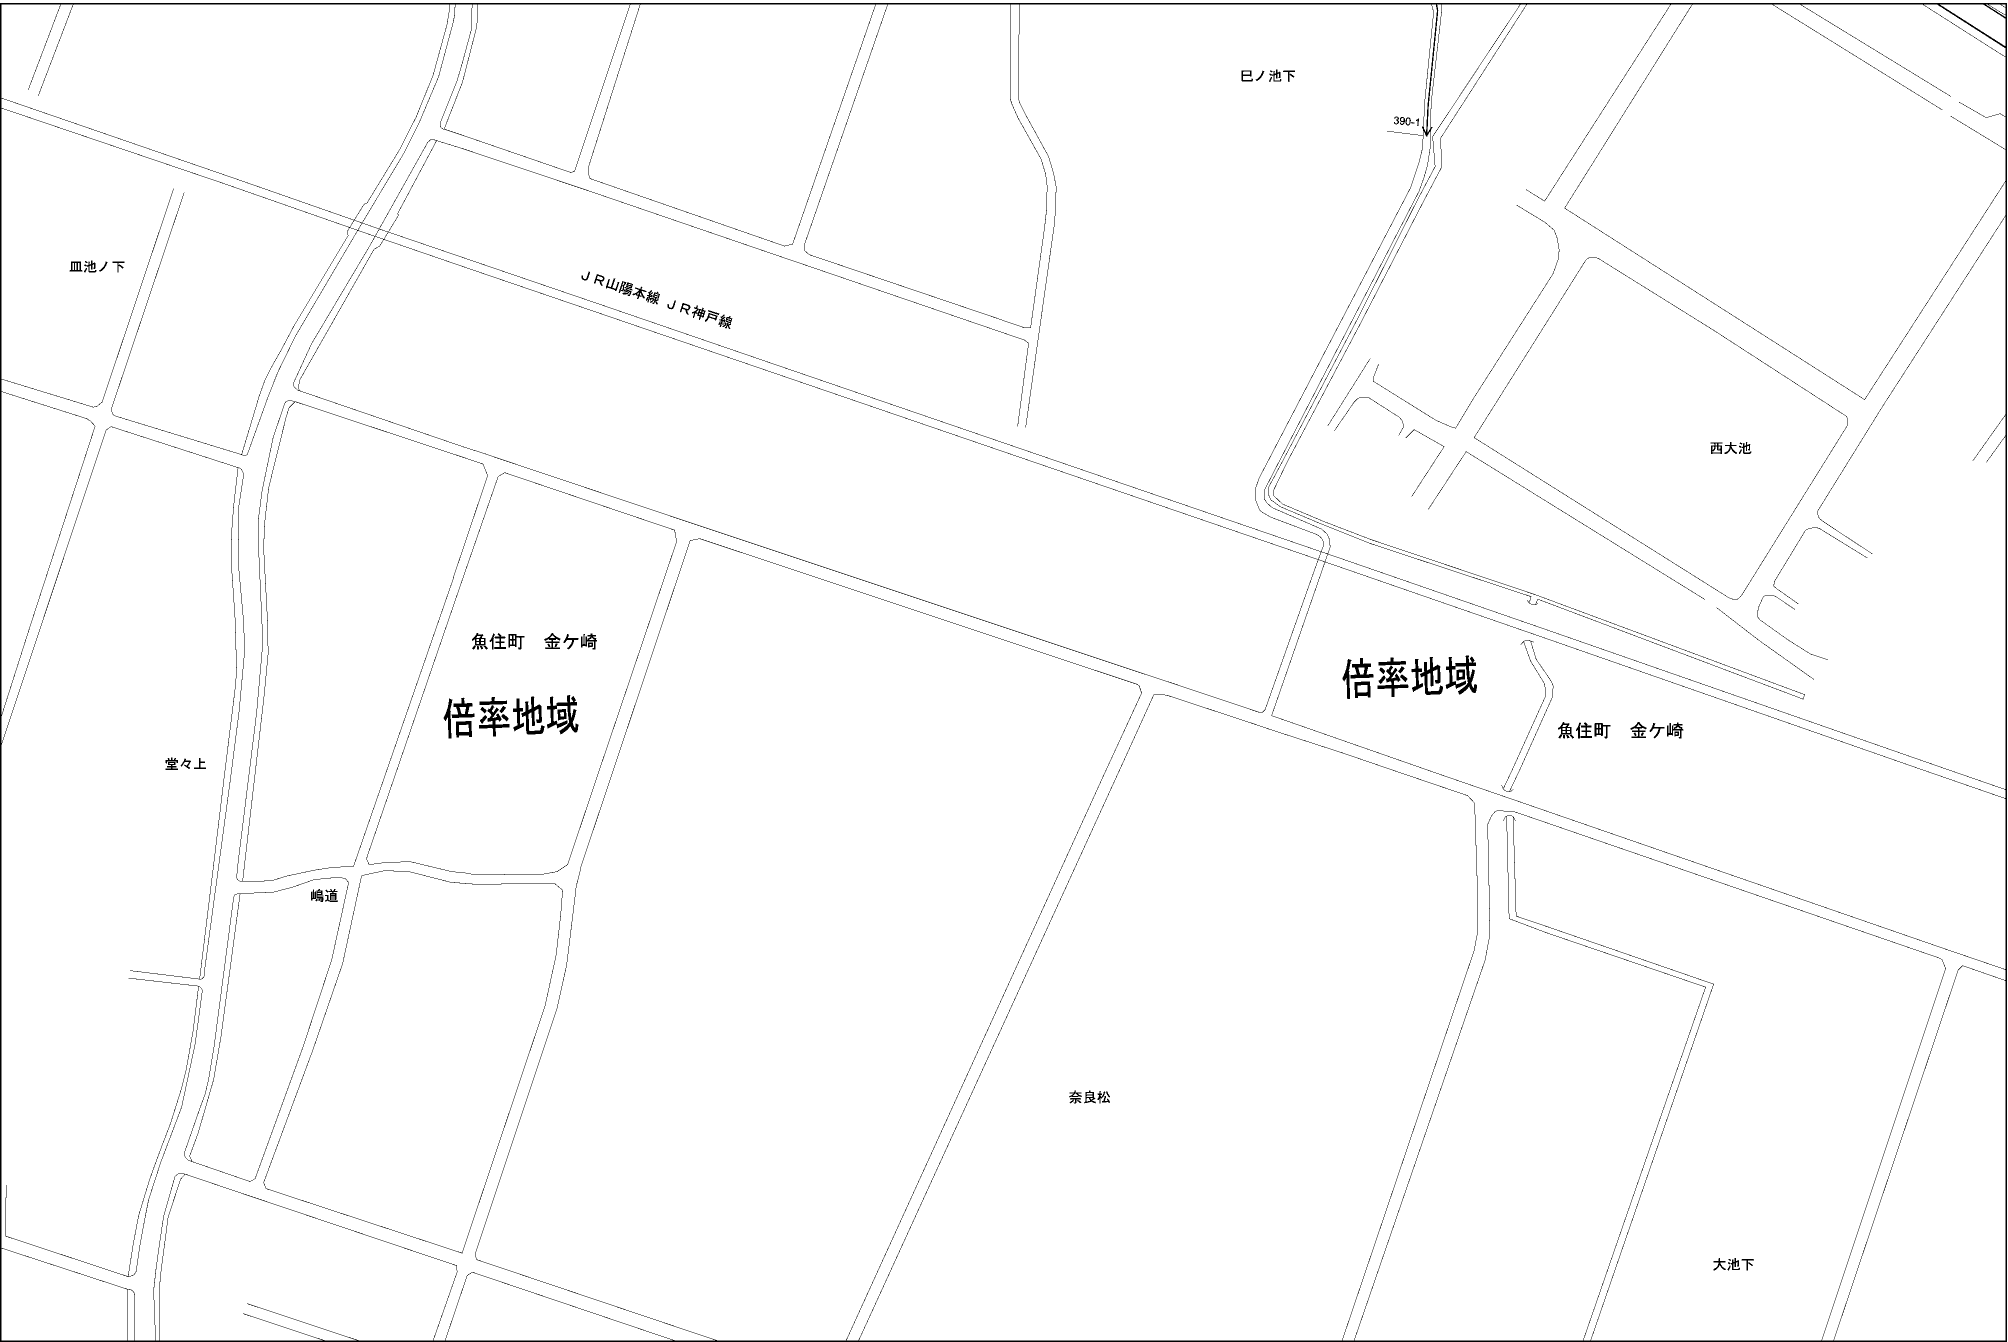 巳ノ池下
390-1
皿池ノ下
ＪＲ山陽本線 ＪＲ神戸線
西大池
魚住町　金ケ崎
倍率地域
倍率地域
魚住町　金ケ崎
堂々上
嶋道
奈良松
大池下